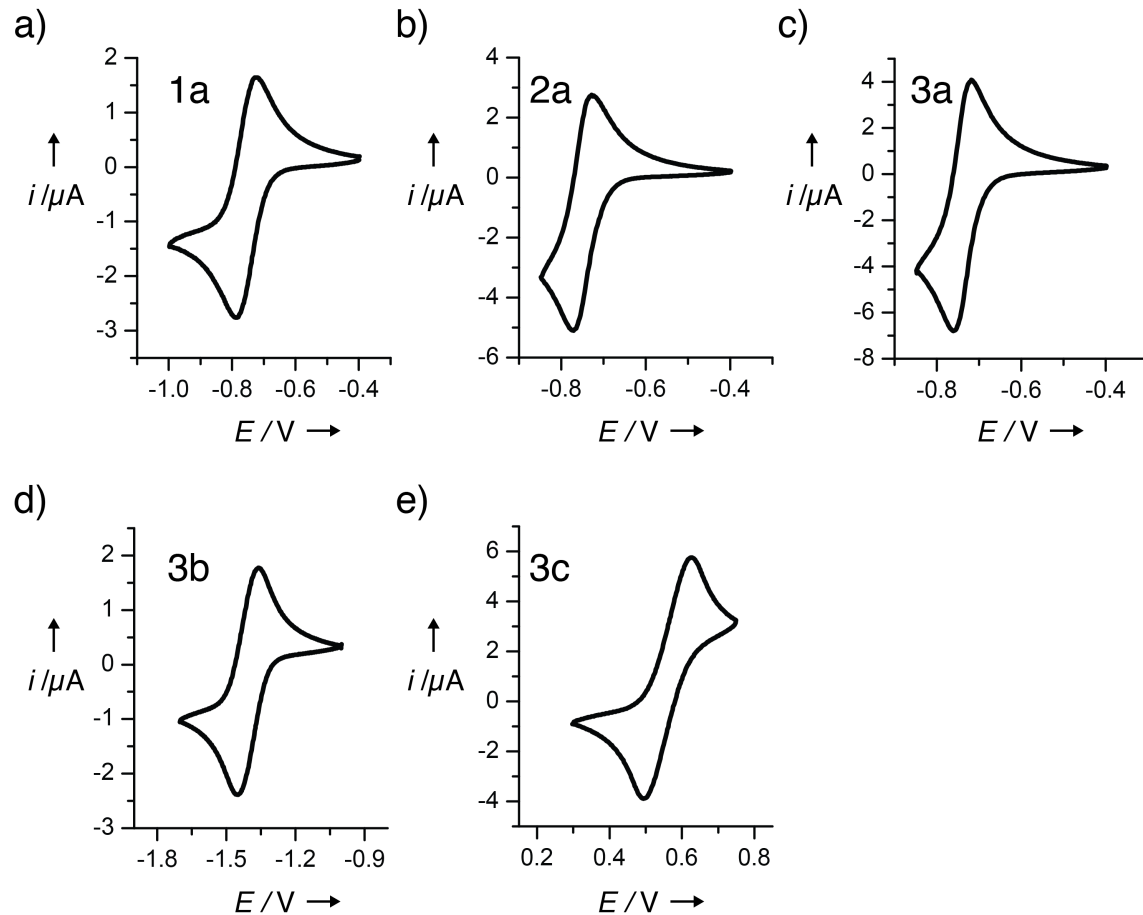 a)
1a
2
1
0
-1
-2
-3
i /µA
-1.0 -0.8 -0.6 -0.4
E / V
b)
2a
4
2
0
-2
-4
-6
i /µA
-0.8 -0.6 -0.4
E / V
c)
3a
4
2
0
-2
-4
-6
-8
i /µA
-0.8 -0.6 -0.4
E / V
d)
3b
2
1
0
-1
-2
-3
i /µA
-1.8 -1.5 -1.2 -0.9
E / V
e)
3c
6
4
2
0
-2
-4
i /µA
0.2 0.4 0.6 0.8
E / V